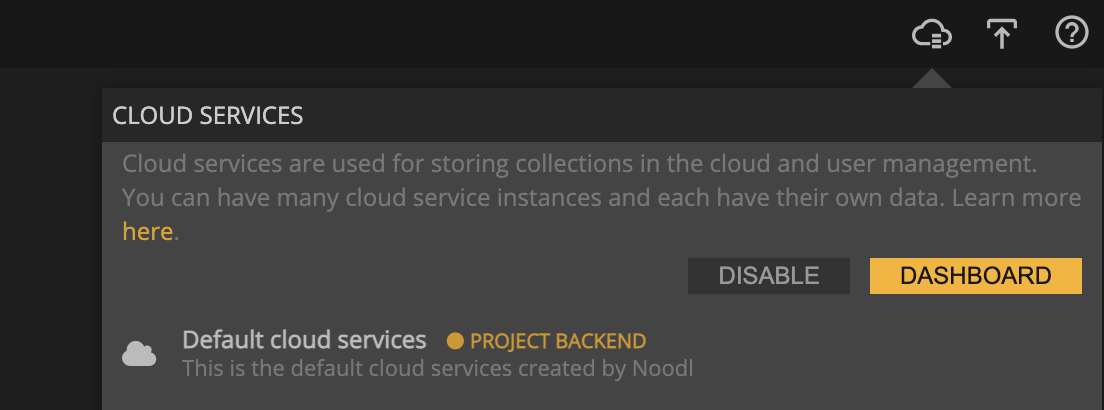 CLOUD SERVICES
Cloud services are used for storing collections in the cloud and user management.
You can have many cloud service instances and each have their own data. Learn more
here.
DISABLE DASHBOARD
Default cloud services PROJECT BACKEND
This is the default cloud services created by Noodl